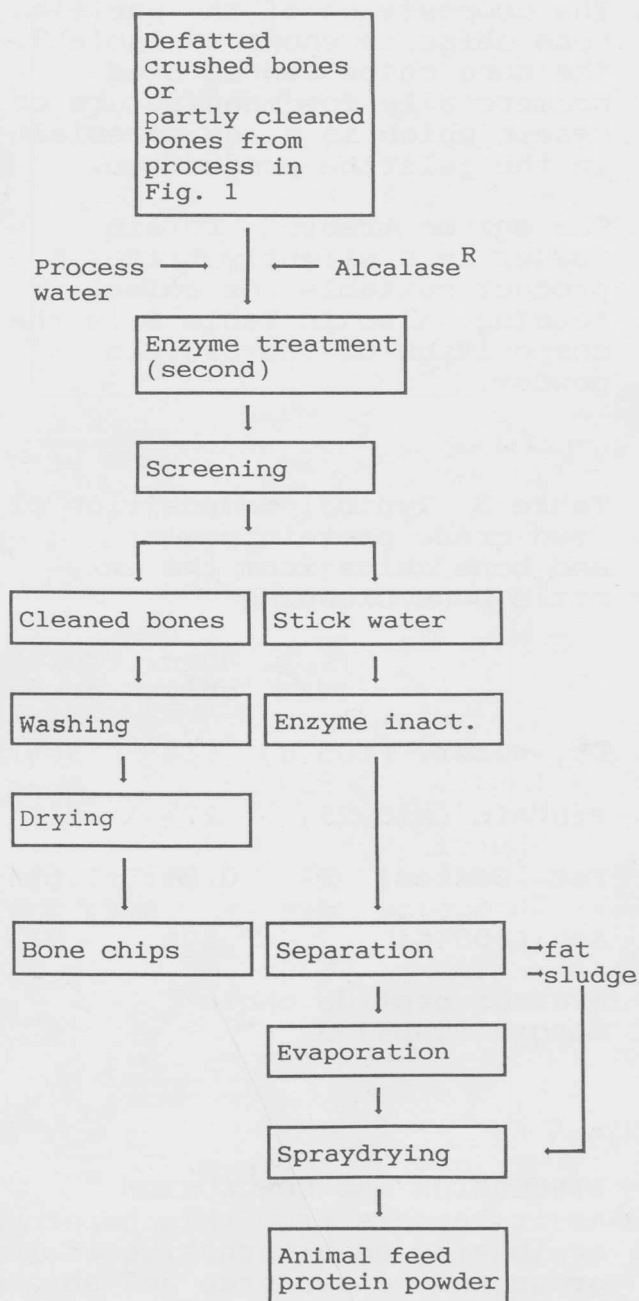 Defatted
crushed bones
or
partly cleaned
bones from
process in
Fig. 1
Process
water
Alcalase^R
Enzyme treatment
(second)
Screening
Cleaned bones
Stick water
Washing
Enzyme inact.
Drying
Bone chips
Separation
→fat
→sludge
Evaporation
Spraydrying
Animal feed
protein powder